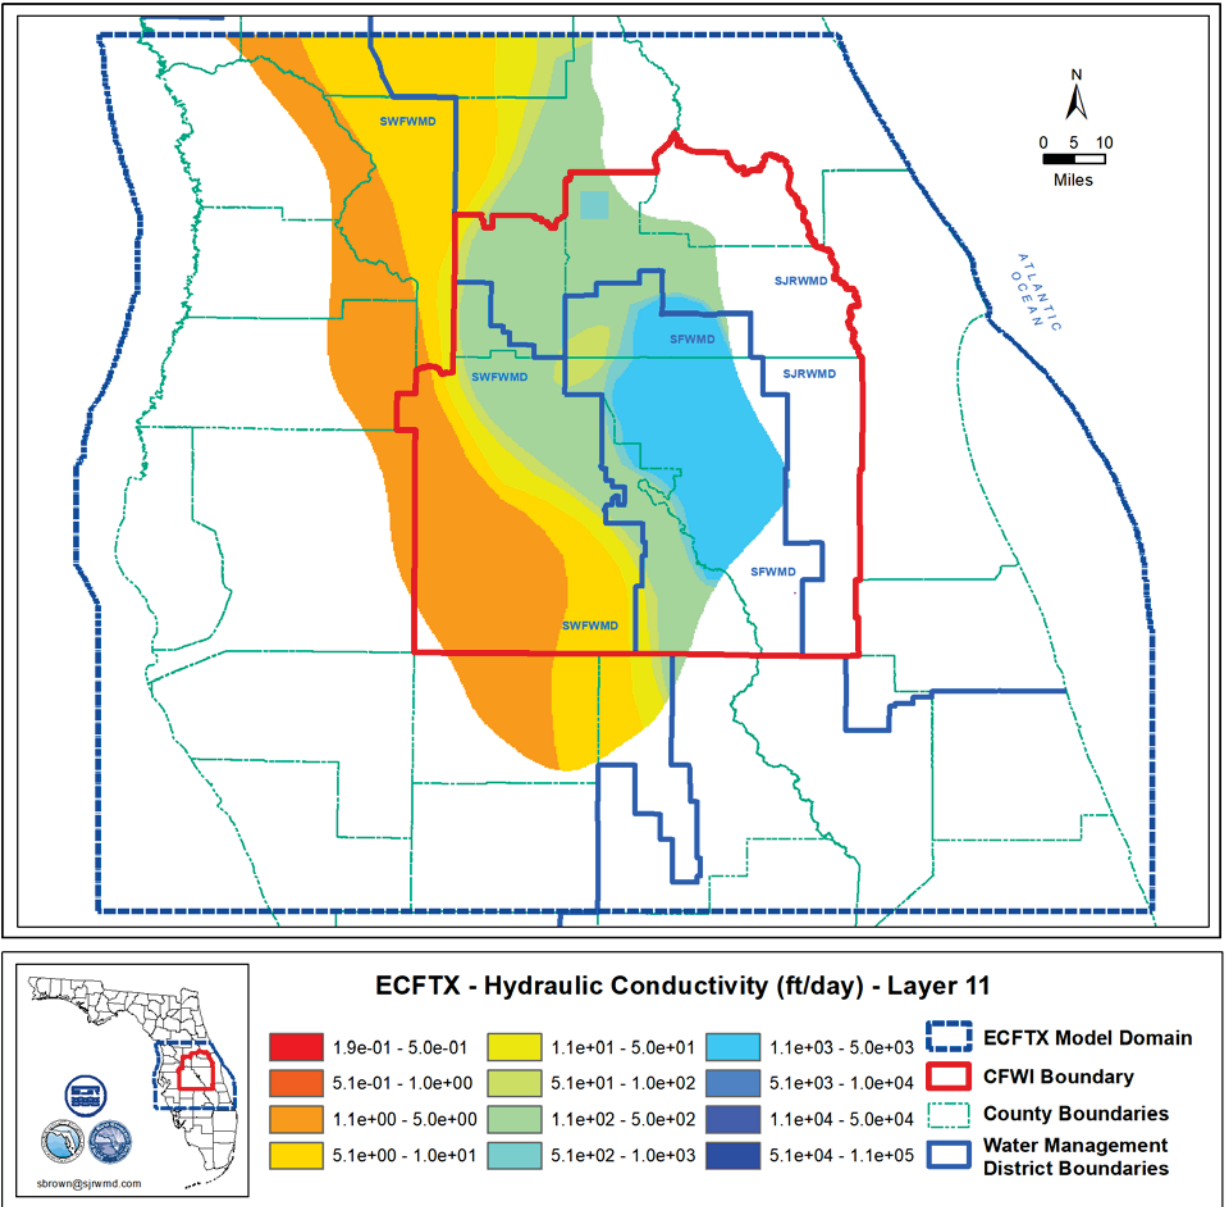 N
0 5 10
Miles
SWFWMD
ATLANTIC
OCEAN
SJRWMD
SFWMD
SWFWMD
SJRWMD
SFWMD
SWFWMD
ECFTX - Hydraulic Conductivity (ft/day) - Layer 11
1.9e-01 - 5.0e-01
5.1e-01 - 1.0e+00
1.1e+00 - 5.0e+00
5.1e+00 - 1.0e+01
1.1e+01 - 5.0e+01
5.1e+01 - 1.0e+02
1.1e+02 - 5.0e+02
5.1e+02 - 1.0e+03
1.1e+03 - 5.0e+03
5.1e+03 - 1.0e+04
1.1e+04 - 5.0e+04
5.1e+04 - 1.1e+05
ECFTX Model Domain
CFWI Boundary
County Boundaries
Water Management
District Boundaries
sbrown@sjrwmd.com